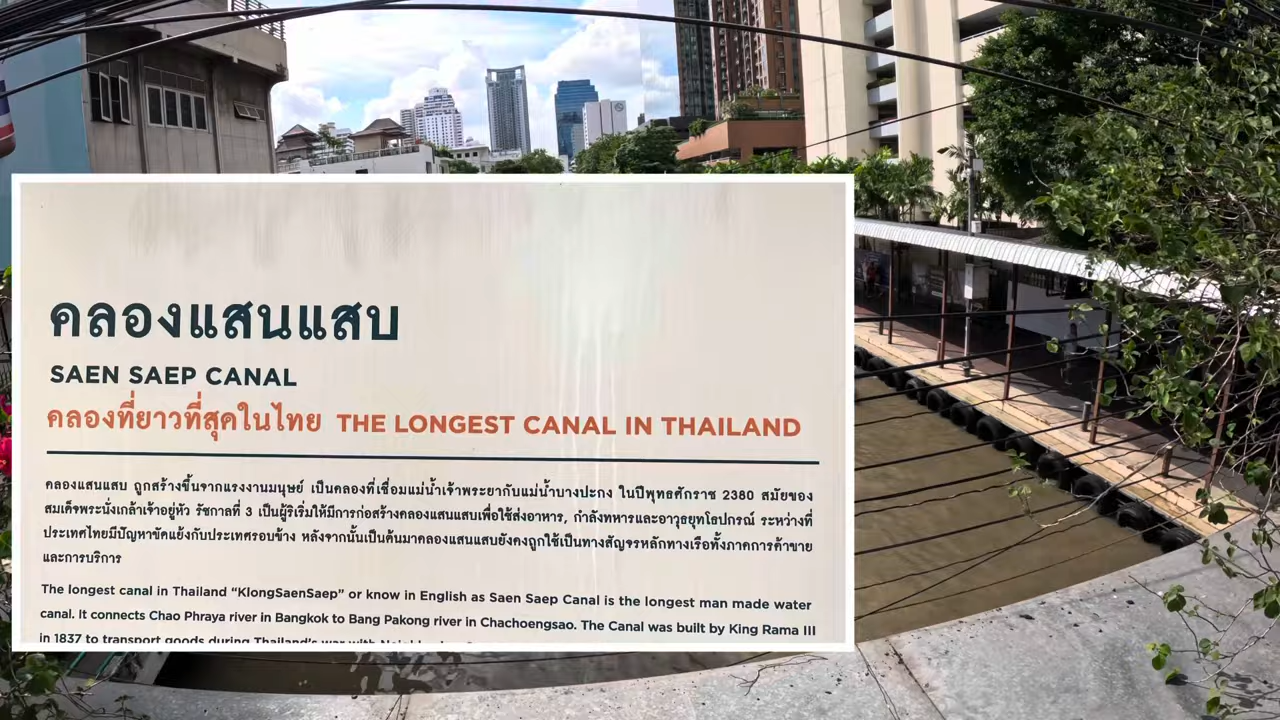 คลองแสนแสบ
SAEN SAEP CANAL
คลองที่ยาวที่สุดในไทย THE LONGEST CANAL IN THAILAND
คลองแสนแสบ ถูกสร้างขึ้นจากแรงงานมนุษย์ เป็นคลองที่เชื่อมแม่น้ำเจ้าพระยากับแม่น้ำบางปะกง ในปีพุทธศักราช 2380 สมัยของ
สมเด็จพระนั่งเกล้าเจ้าอยู่หัว รัชกาลที่ 3 เป็นผู้ริเริ่มให้มีการก่อสร้างคลองแสนแสบเพื่อใช้ส่งอาหาร, กำลังทหารและอาวุธยุทโธปกรณ์ ระหว่างที่
ประเทศไทยมีปัญหาขัดแย้งกับประเทศรอบข้าง หลังจากนั้นเป็นต้นมาคลองแสนแสบยังคงถูกใช้เป็นทางสัญจรหลักทางเรือทั้งภาคการค้าขาย
และการบริการ
The longest canal in Thailand “KlongSaenSaep” or know in English as Saen Saep Canal is the longest man made water
canal. It connects Chao Phraya river in Bangkok to Bang Pakong river in Chachoengsao. The Canal was built by King Rama III
in 1837 to transport goods during Thailand's war with